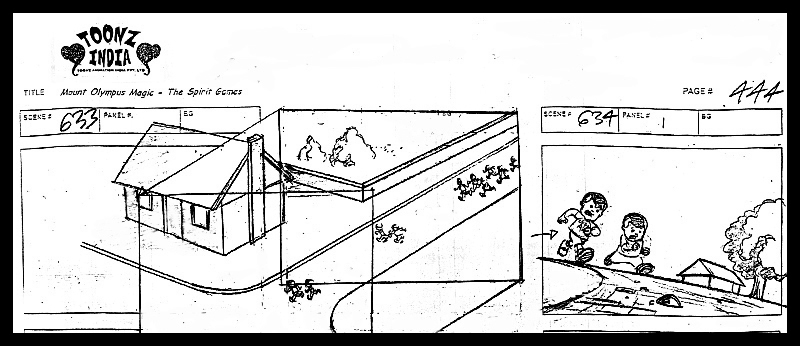 TOONZ
INDIA
TOONZ ANIMATION INDIA PVT. LTD
TITLE Mount Olympus Magic - The Spirit Games
PAGE # 444
SCENE # 633 PANEL # BG
SCENE # 634 PANEL # 1 BG